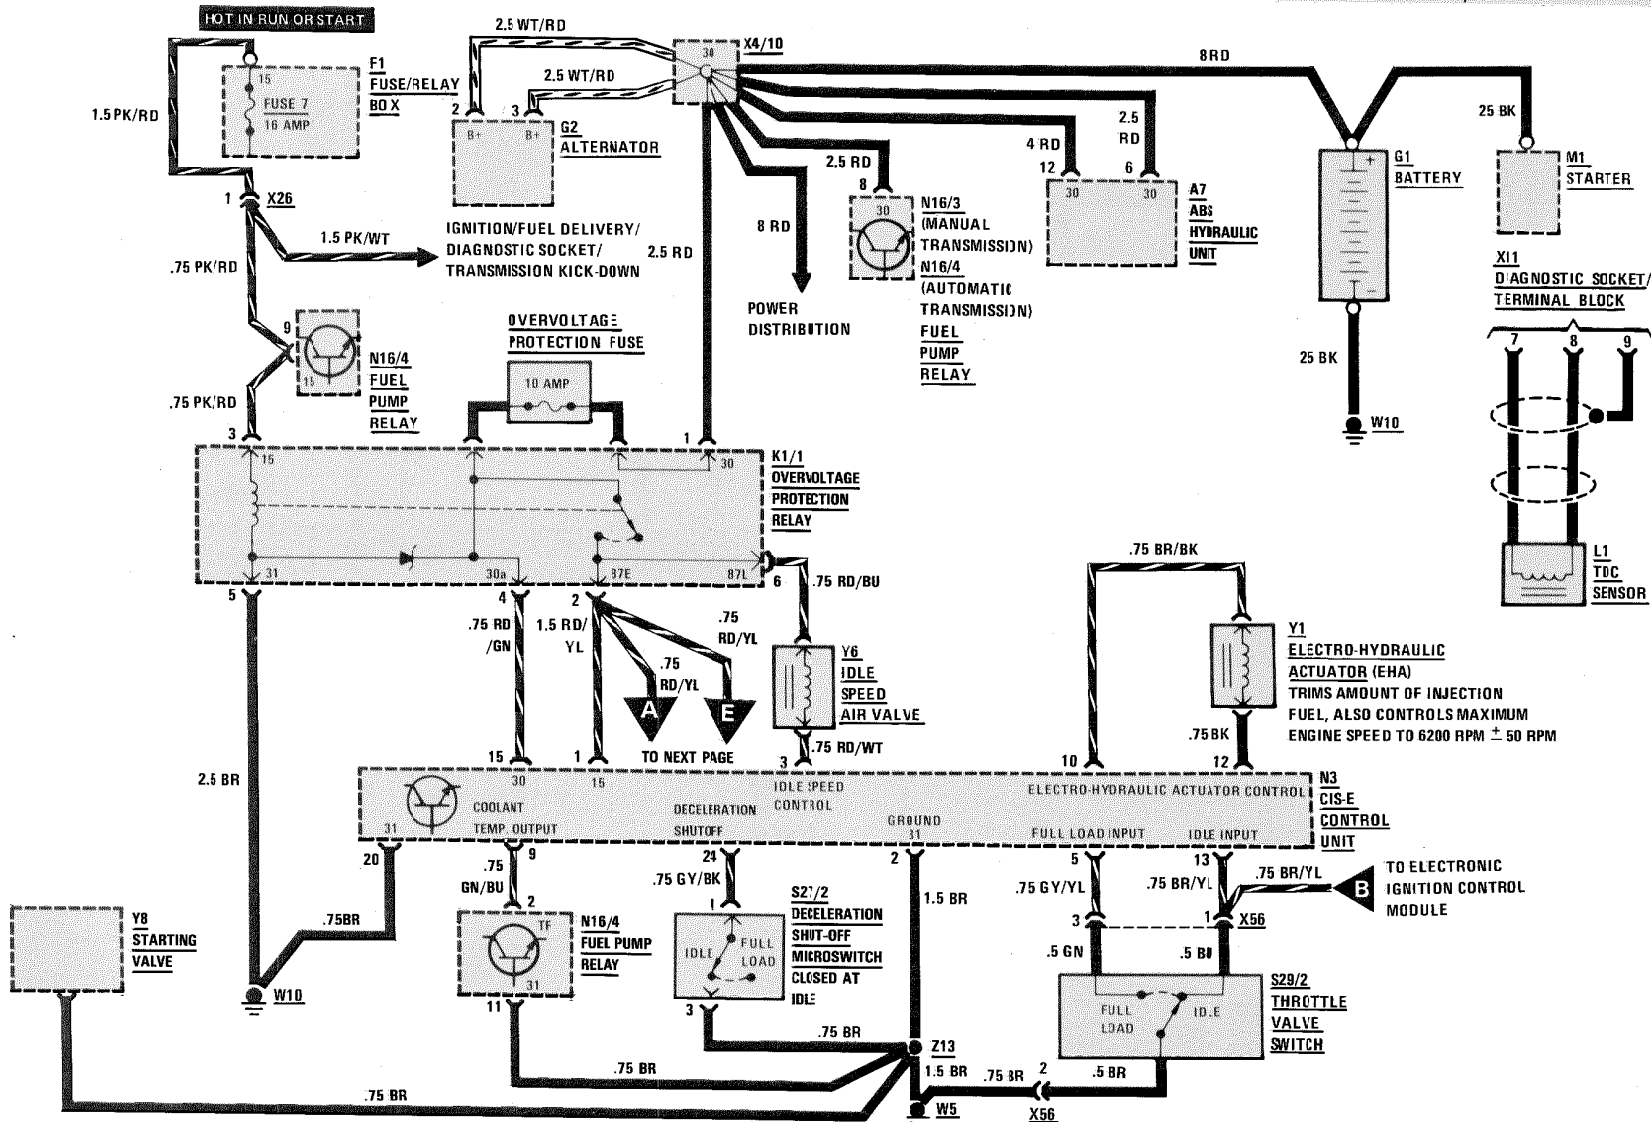 HOT IN RUN OR START
2.5 WT/RD
X4/10
30
8RD
F1
FUSE/RELAY
BOX
15
FUSE 7
16 AMP
1.5 PK/RD
2.5 WT/RD
2
3
B+
B+
G2
ALTERNATOR
2.5
RD
25 BK
4 RD
12
6
30
30
A7
ABS
HYDRAULIC
UNIT
G1
BATTERY
+
−
M1
STARTER
2.5 RD
8
30
N16/3
(MANUAL
TRANSMISSION)
N16/4
(AUTOMATIC
TRANSMISSION)
FUEL
PUMP
RELAY
1
X26
1.5 PK/WT
IGNITION/FUEL DELIVERY/
DIAGNOSTIC SOCKET/
TRANSMISSION KICK-DOWN
2.5 RD
8 RD
POWER
DISTRIBUTION
.75 PK/RD
X11
DIAGNOSTIC SOCKET/
TERMINAL BLOCK
7
8
9
25 BK
W10
9
15
N16/4
FUEL
PUMP
RELAY
OVERVOLTAGE
PROTECTION FUSE
10 AMP
.75 PK/RD
3
1
15
30
K1/1
OVERVOLTAGE
PROTECTION
RELAY
31
30a
87E
87L
L1
TDC
SENSOR
5
4
2
6
.75 RD/BU
.75 BR/BK
.75 RD
/GN
1.5 RD/
YL
.75
RD/YL
.75
RD/YL
A
E
TO NEXT PAGE
Y6
IDLE
SPEED
AIR VALVE
.75 RD/WT
Y1
ELECTRO-HYDRAULIC
ACTUATOR (EHA)
TRIMS AMOUNT OF INJECTION
FUEL, ALSO CONTROLS MAXIMUM
ENGINE SPEED TO 6200 RPM ± 50 RPM
.75BK
2.5 BR
15
1
3
10
12
30
15
IDLE SPEED
CONTROL
ELECTRO-HYDRAULIC ACTUATOR CONTROL
N3
CIS-E
CONTROL
UNIT
31
COOLANT
TEMP. OUTPUT
DECELERATION
SHUTOFF
GROUND
31
FULL LOAD INPUT
IDLE INPUT
20
9
24
2
5
13
.75
GN/BU
.75 GY/BK
.75 GY/YL
.75 BR/YL
.75 BR/YL
B
TO ELECTRONIC
IGNITION CONTROL
MODULE
Y8
STARTING
VALVE
.75BR
W10
2
TF
31
N16/4
FUEL PUMP
RELAY
11
1
IDLE
FULL
LOAD
S27/2
DECELERATION
SHUT-OFF
MICROSWITCH
CLOSED AT
IDLE
3
1.5 BR
3
1
X56
.5 GN
FULL
LOAD
IDLE
S29/2
THROTTLE
VALVE
SWITCH
.75 BR
Z13
.75 BR
1.5 BR
.75 BR
2
.5 BR
.75 BR
W5
X56